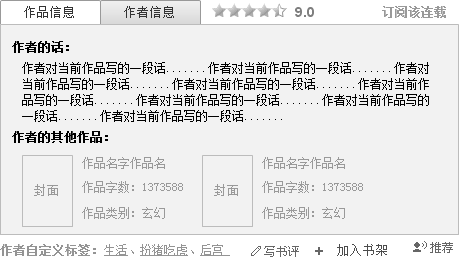 作品信息 作者信息 9.0 订阅该连载
作者的话：
作者对当前作品写的一段话.......作者对当前作品写的一段话.......作者对
当前作品写的一段话.......作者对当前作品写的一段话.......作者对当前作
品写的一段话.......作者对当前作品写的一段话.......作者对当前作品写的
一段话.......作者对当前作品写的一段话.......
作者的其他作品：
封面 作品名字作品名 封面 作品名字作品名
作品字数：1373588 作品字数：1373588
作品类别：玄幻 作品类别：玄幻
作者自定义标签：生活、扮猪吃虎、后宫 写书评 + 加入书架 推荐